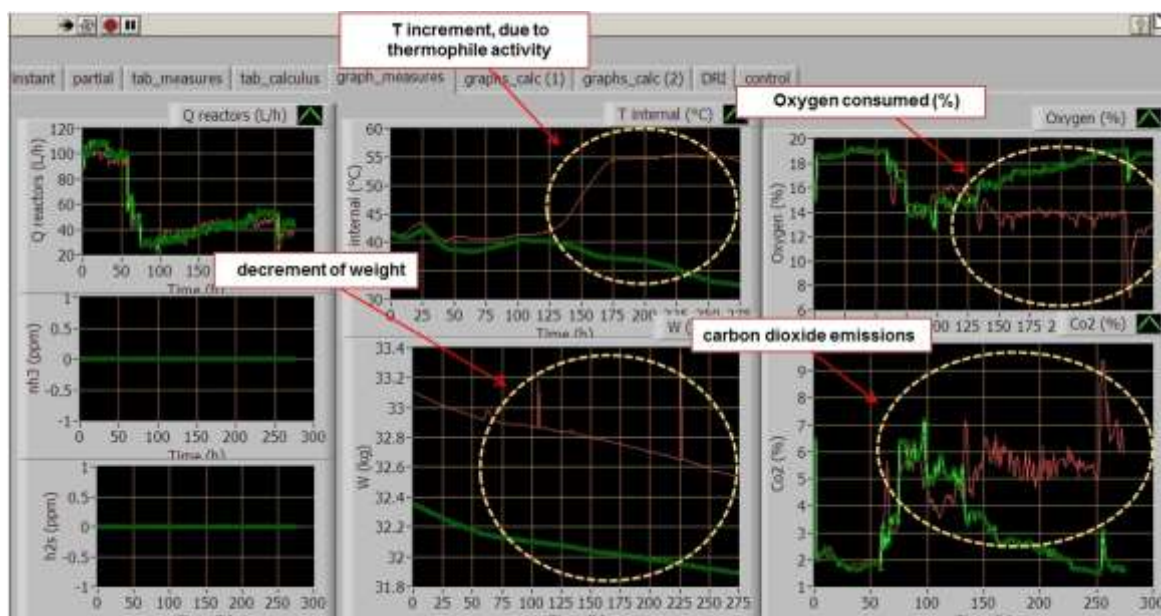 T increment, due to
thermophile activity
instant partial tab_measures tab_calculus graph_measures graphs_calc (1) graphs_calc (2) DRI control
Oxygen consumed (%)
Q reactors (L/h)
Q reactors (L/h)
120
100
80
60
40
20
0 50 100 150
Time (h)
T internal (°C)
internal (°C)
60
55
50
45
40
30
0 25 50 75 100 125 150 175 200 225 250 275
Time (h)
Oxygen (%)
Oxygen (%)
20
18
16
14
12
10
8
6
100 125 150 175 2
decrement of weight
carbon dioxide emissions
nh3 (ppm)
1
0.5
0
-0.5
-1
0 50 100 150 200 250 300
Time (h)
W (kg)
33.4
33.2
33
32.8
32.6
32.4
32.2
32
31.8
0 25 50 75 100 125 150 175 200 225 250 275
Co2 (%)
Co2 (%)
9
8
7
6
5
4
3
2
1
0 50 100 150 200 250 300
h2s (ppm)
1
0.5
0
-0.5
-1
0 50 100 150 200 250 300